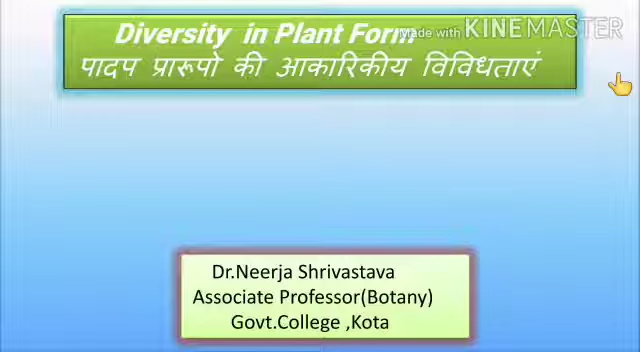 Diversity in Plant Form
Made with KINEMASTER
पादप प्रारूपो की आकारिकीय विविधताएं
Dr.Neerja Shrivastava
Associate Professor(Botany)
Govt.College ,Kota